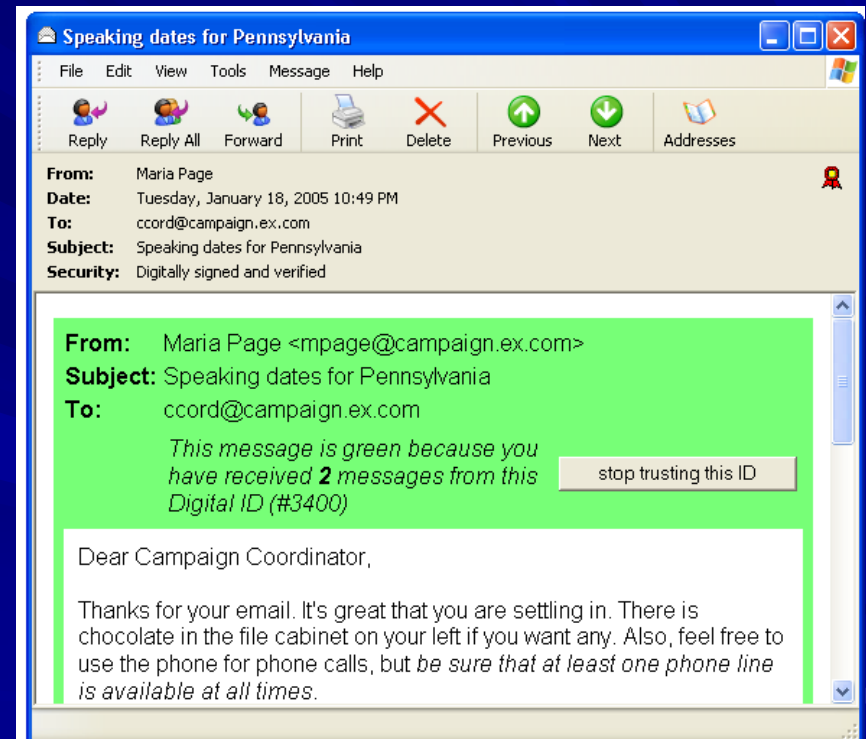 Speaking dates for Pennsylvania
File Edit View Tools Message Help
Reply Reply All Forward Print Delete Previous Next Addresses
From: Maria Page
Date: Tuesday, January 18, 2005 10:49 PM
To: ccord@campaign.ex.com
Subject: Speaking dates for Pennsylvania
Security: Digitally signed and verified
From: Maria Page <mpage@campaign.ex.com>
Subject: Speaking dates for Pennsylvania
To: ccord@campaign.ex.com
This message is green because you
have received 2 messages from this
Digital ID (#3400)
stop trusting this ID
Dear Campaign Coordinator,
Thanks for your email. It's great that you are settling in. There is
chocolate in the file cabinet on your left if you want any. Also, feel free to
use the phone for phone calls, but be sure that at least one phone line
is available at all times.